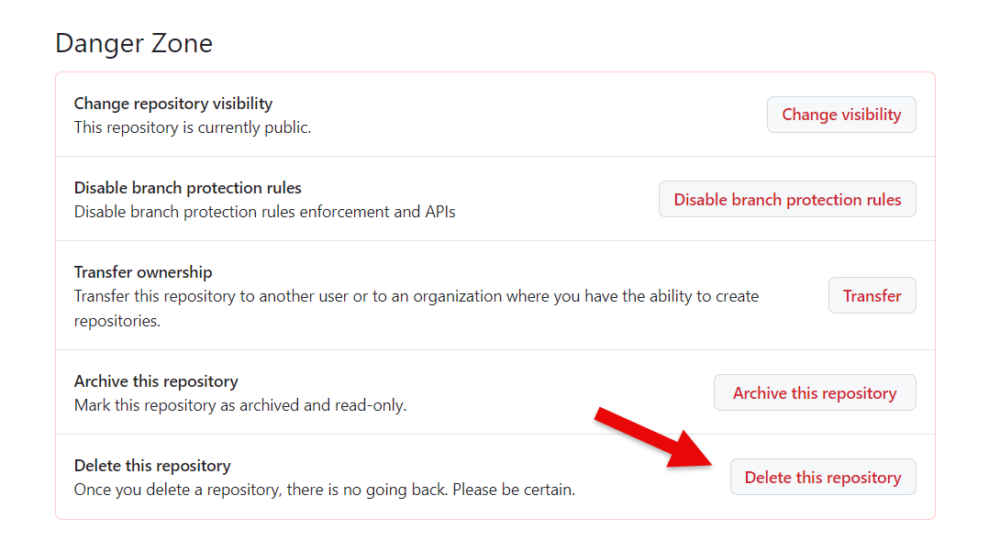 Danger Zone
Change repository visibility
This repository is currently public.
Change visibility
Disable branch protection rules
Disable branch protection rules enforcement and APIs
Disable branch protection rules
Transfer ownership
Transfer this repository to another user or to an organization where you have the ability to create
repositories.
Transfer
Archive this repository
Mark this repository as archived and read-only.
Archive this repository
Delete this repository
Once you delete a repository, there is no going back. Please be certain.
Delete this repository